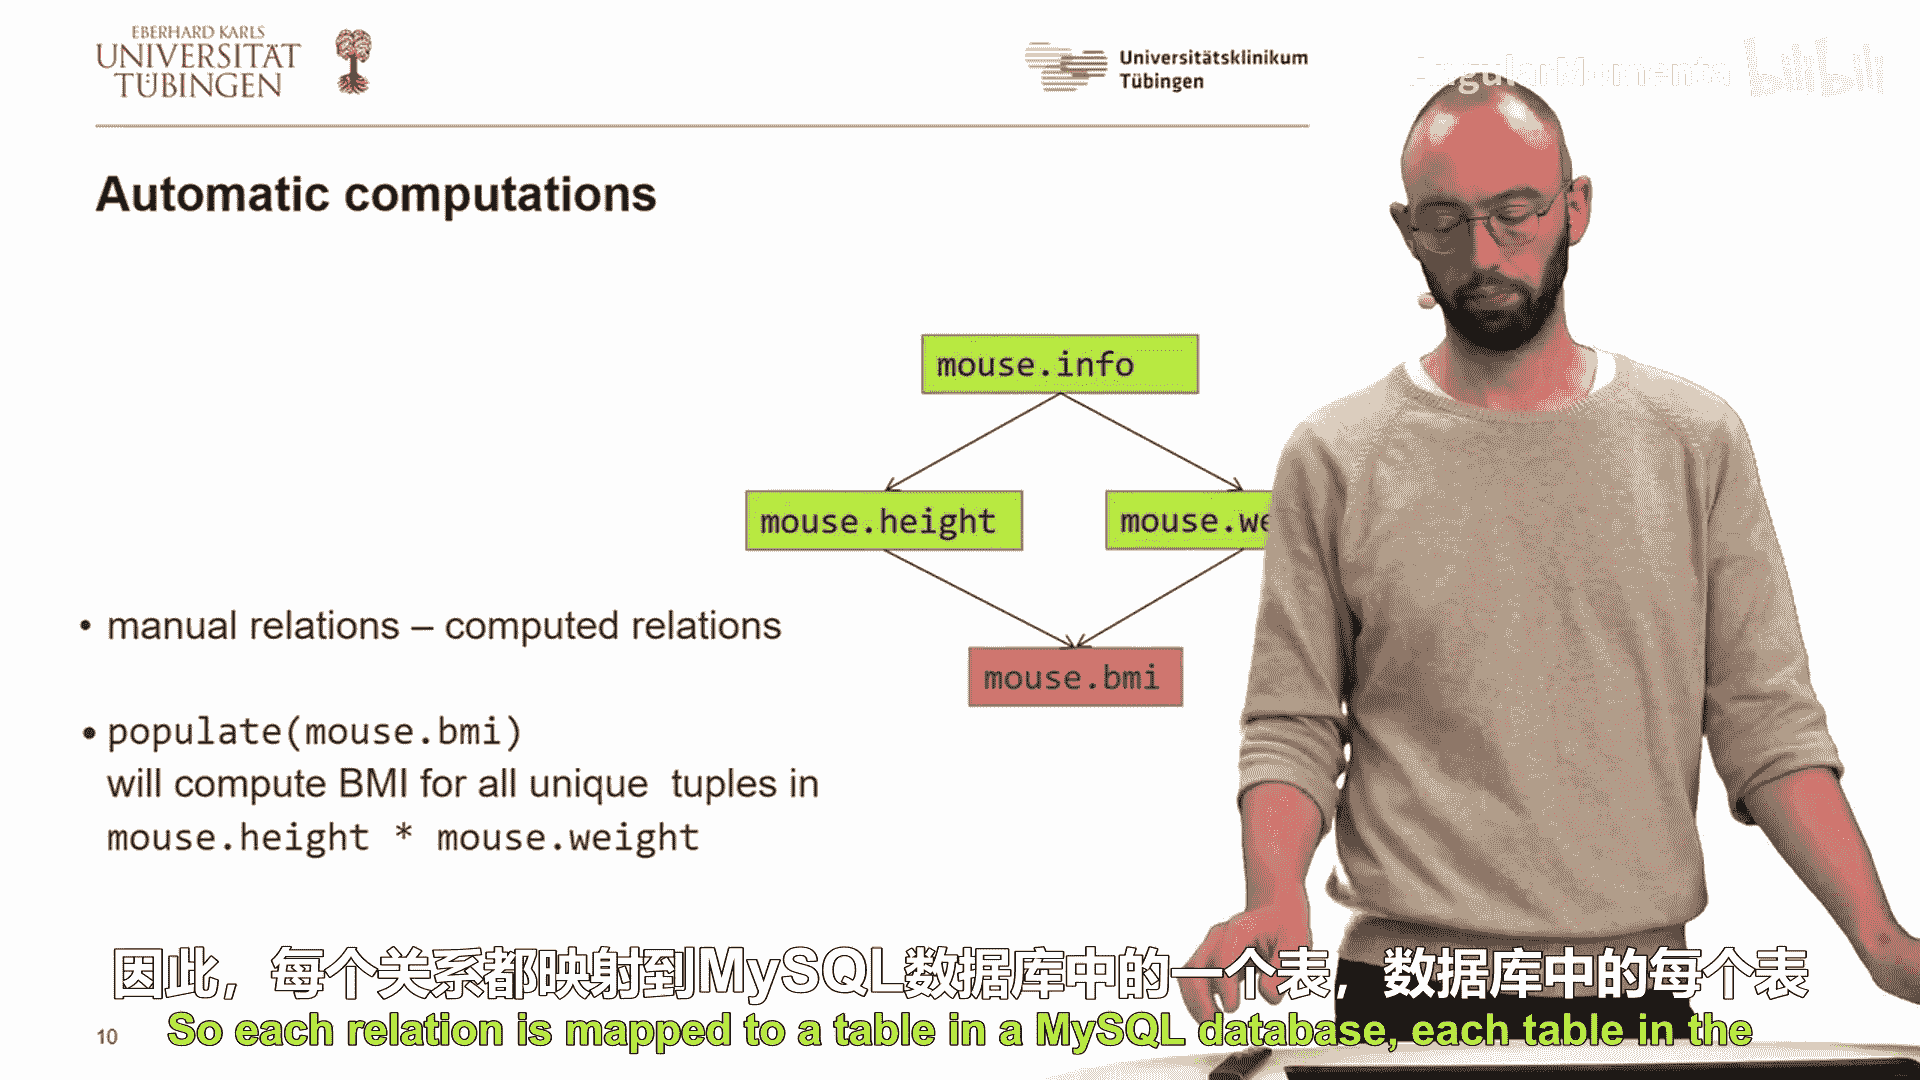 EBERHARD KARLS
UNIVERSITÄT
TÜBINGEN
Universitätsklinikum
Tübingen
AngularMomenta bilibili
Automatic computations
mouse.info
mouse.height
mouse.we
mouse.bmi
• manual relations – computed relations
• populate(mouse.bmi)
will compute BMI for all unique tuples in
mouse.height * mouse.weight
因此，每个关系都映射到MySQL数据库中的一个表，数据库中的每个表
10
So each relation is mapped to a table in a MySQL database, each table in the